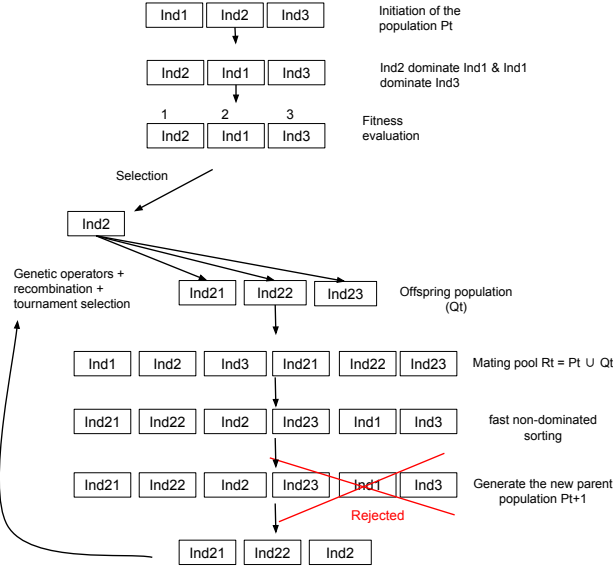 Ind1 Ind2 Ind3
Initiation of the
population Pt
Ind2 Ind1 Ind3
Ind2 dominate Ind1 & Ind1
dominate Ind3
1 2 3
Ind2 Ind1 Ind3
Fitness
evaluation
Selection
Ind2
Genetic operators +
recombination +
tournament selection
Ind21 Ind22 Ind23
Offspring population
(Qt)
Ind1 Ind2 Ind3 Ind21 Ind22 Ind23
Mating pool Rt = Pt ∪ Qt
Ind21 Ind22 Ind2 Ind23 Ind1 Ind3
fast non-dominated
sorting
Ind21 Ind22 Ind2 Ind23 Ind1 Ind3
Generate the new parent
population Pt+1
Rejected
Ind21 Ind22 Ind2